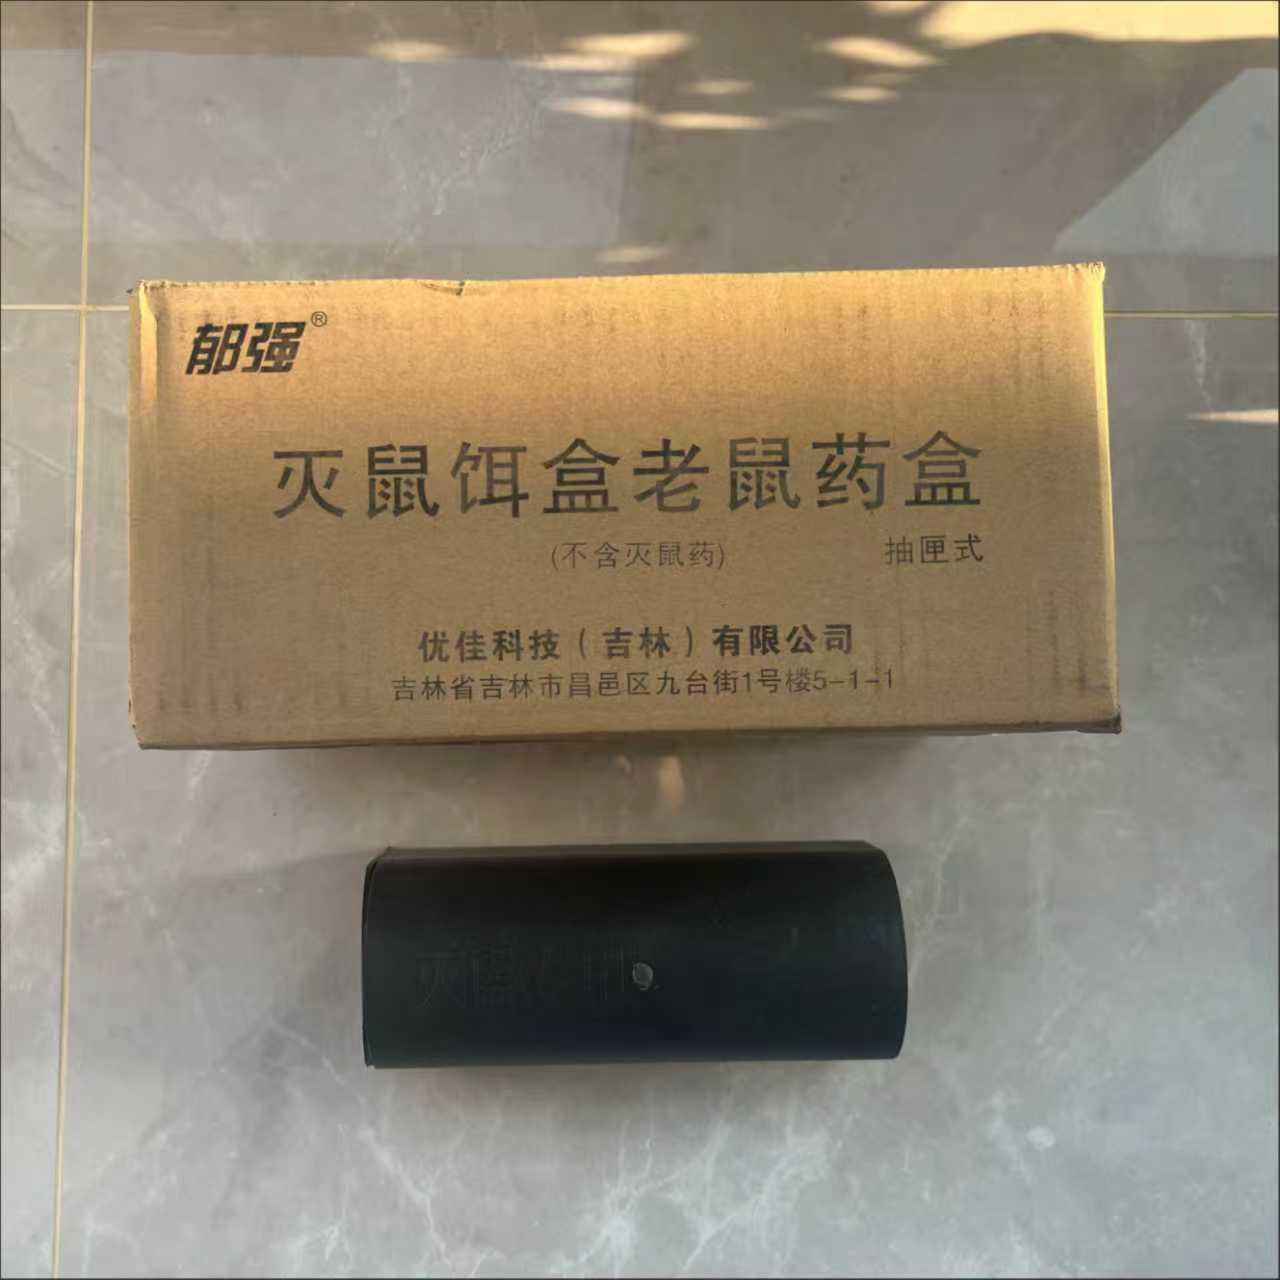 郁强®
灭鼠饵盒老鼠药盒
(不含灭鼠药) 抽匣式
优佳科技（吉林）有限公司
吉林省吉林市昌邑区九台街1号楼5-1-1